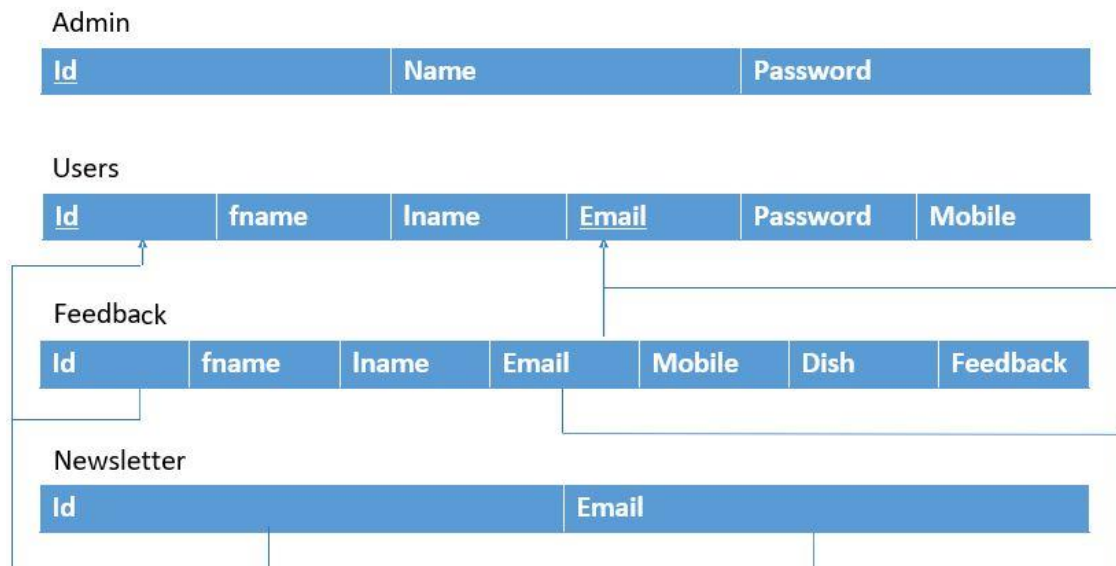 Admin
Id Name Password
Users
Id fname lname Email Password Mobile
Feedback
Id fname lname Email Mobile Dish Feedback
Newsletter
Id Email